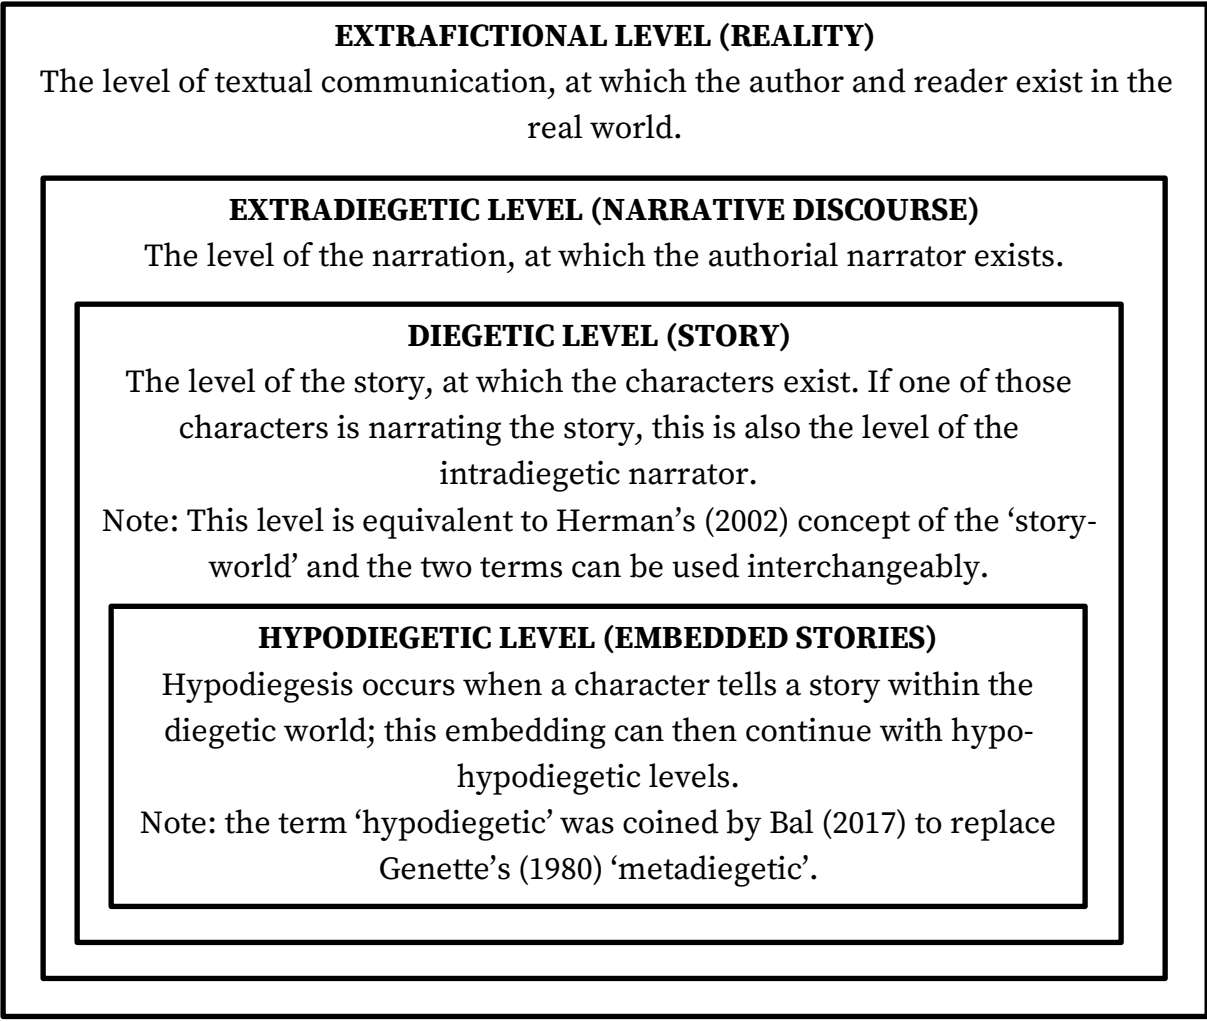 EXTRAFICTIONAL LEVEL (REALITY)
The level of textual communication, at which the author and reader exist in the
real world.
EXTRADIEGETIC LEVEL (NARRATIVE DISCOURSE)
The level of the narration, at which the authorial narrator exists.
DIEGETIC LEVEL (STORY)
The level of the story, at which the characters exist. If one of those
characters is narrating the story, this is also the level of the
intradiegetic narrator.
Note: This level is equivalent to Herman’s (2002) concept of the ‘story-
world’ and the two terms can be used interchangeably.
HYPODIEGETIC LEVEL (EMBEDDED STORIES)
Hypodiegesis occurs when a character tells a story within the
diegetic world; this embedding can then continue with hypo-
hypodiegetic levels.
Note: the term ‘hypodiegetic’ was coined by Bal (2017) to replace
Genette’s (1980) ‘metadiegetic’.